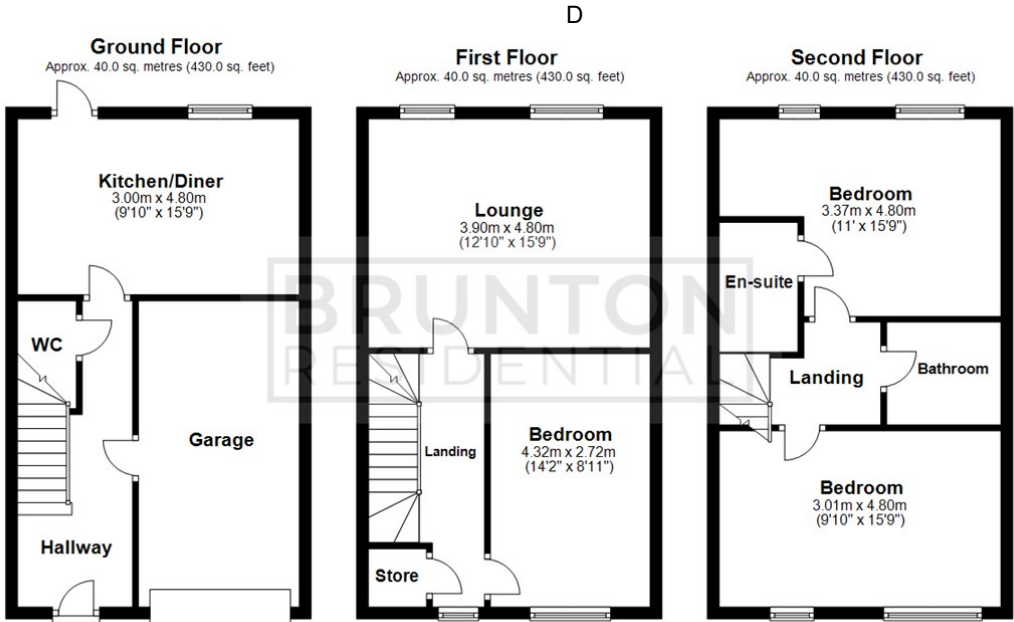 D
Ground Floor
Approx. 40.0 sq. metres (430.0 sq. feet)
Kitchen/Diner
3.00m x 4.80m
(9'10" x 15'9")
WC
Garage
Hallway
First Floor
Approx. 40.0 sq. metres (430.0 sq. feet)
Lounge
3.90m x 4.80m
(12'10" x 15'9")
Landing
Bedroom
4.32m x 2.72m
(14'2" x 8'11")
Store
Second Floor
Approx. 40.0 sq. metres (430.0 sq. feet)
Bedroom
3.37m x 4.80m
(11' x 15'9")
En-suite
Landing
Bathroom
Bedroom
3.01m x 4.80m
(9'10" x 15'9")
BRUNTON
RESIDENTIAL